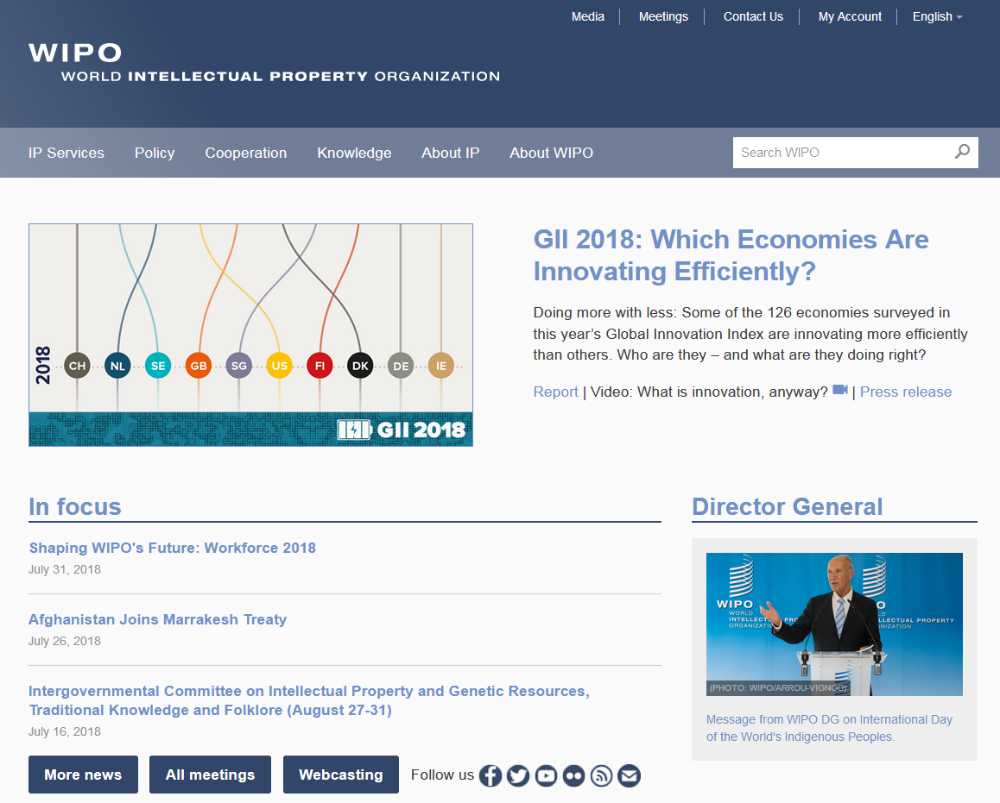 Media
Meetings
Contact Us
My Account
English
WIPO
WORLD INTELLECTUAL PROPERTY ORGANIZATION
IP Services
Policy
Cooperation
Knowledge
About IP
About WIPO
Search WIPO
2018
CH NL SE GB SG US FI DK DE IE
GII 2018
GII 2018: Which Economies Are
Innovating Efficiently?
Doing more with less: Some of the 126 economies surveyed in
this year’s Global Innovation Index are innovating more efficiently
than others. Who are they – and what are they doing right?
Report | Video: What is innovation, anyway? | Press release
In focus
Shaping WIPO's Future: Workforce 2018
July 31, 2018
Afghanistan Joins Marrakesh Treaty
July 26, 2018
Intergovernmental Committee on Intellectual Property and Genetic Resources,
Traditional Knowledge and Folklore (August 27-31)
July 16, 2018
More news
All meetings
Webcasting
Follow us
Director General
WIPO
WORLD
INTELLECTUAL PROPERTY
(PHOTO: WIPO/ARROU-VIGNOD)
Message from WIPO DG on International Day
of the World's Indigenous Peoples.